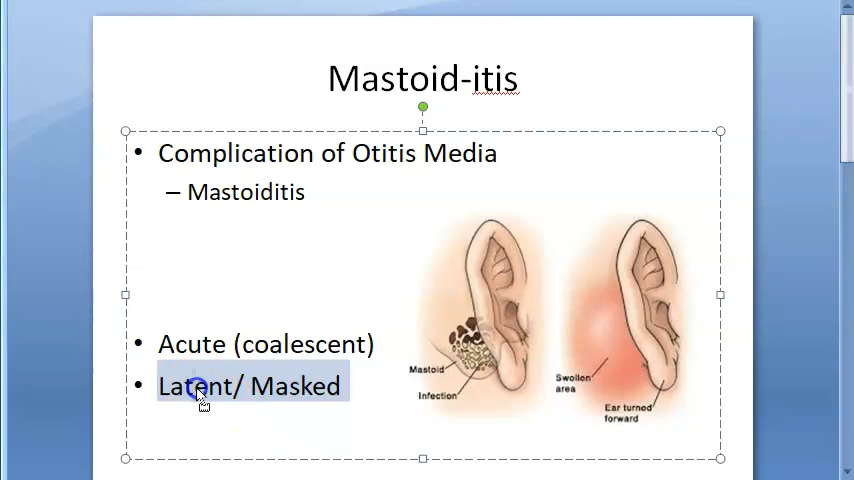 Mastoid-itis
• Complication of Otitis Media
– Mastoiditis
• Acute (coalescent)
• Latent/ Masked
Mastoid
Infection
Swollen
area
Ear turned
forward